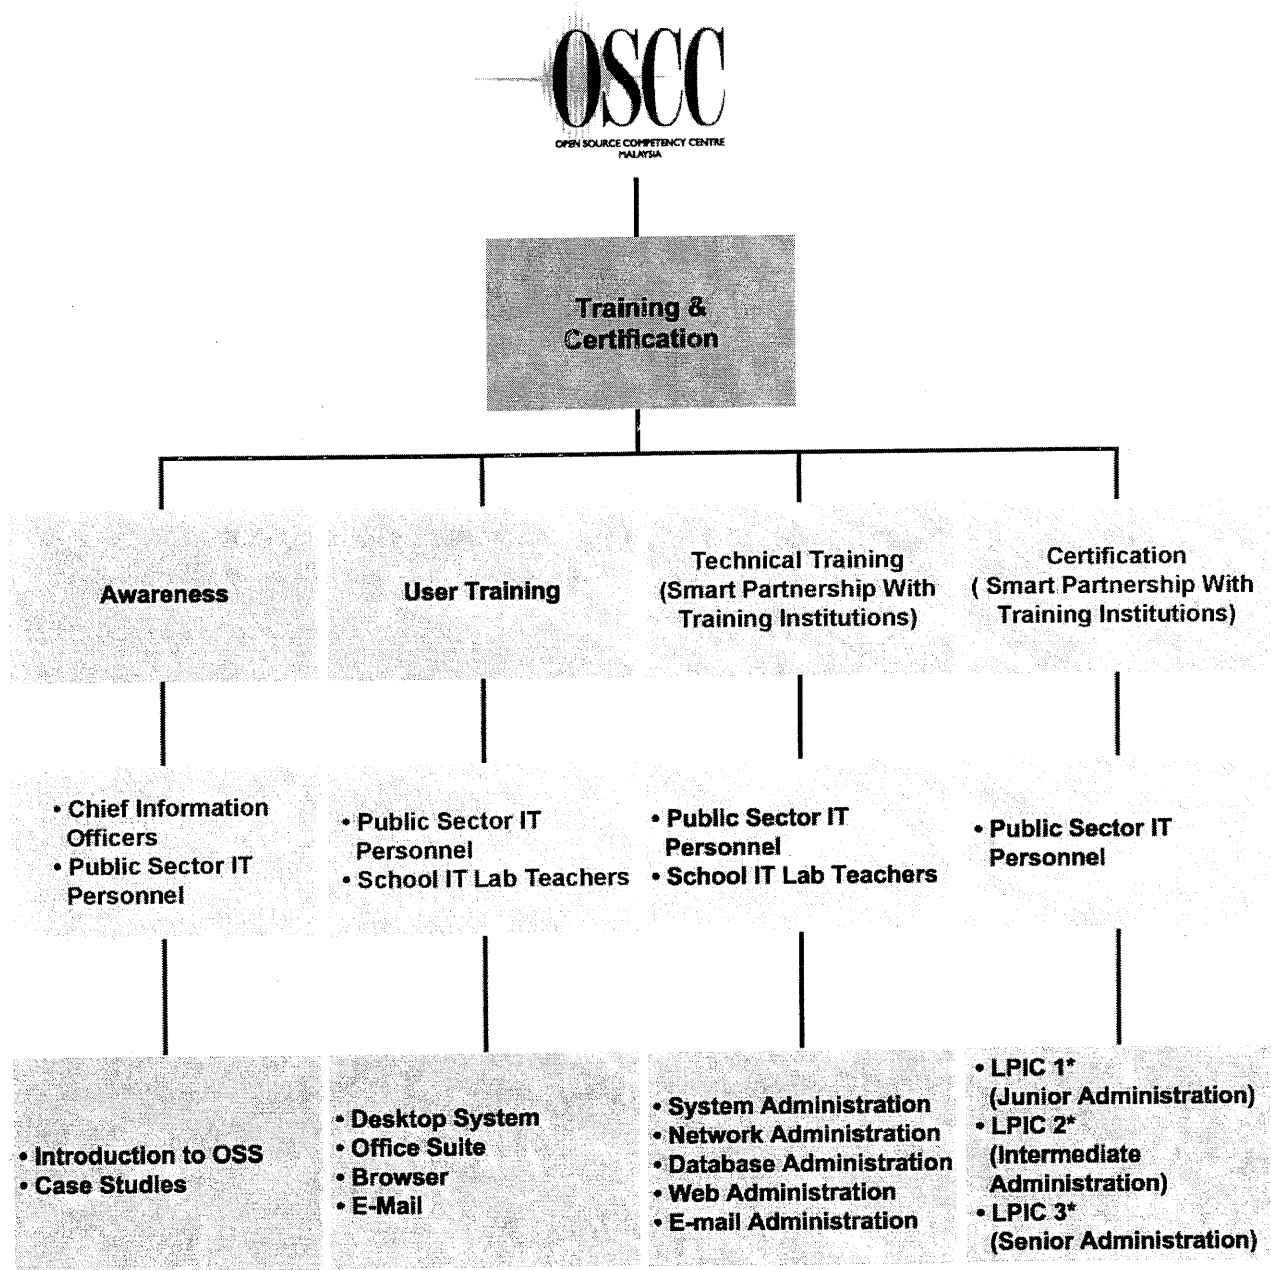 OSCC
OPEN SOURCE COMPETENCY CENTRE
MALAYSIA
Training &
Certification
Awareness
User Training
Technical Training
(Smart Partnership With
Training Institutions)
Certification
( Smart Partnership With
Training Institutions)
• Chief Information
Officers
• Public Sector IT
Personnel
• Public Sector IT
Personnel
• School IT Lab Teachers
• Public Sector IT
Personnel
• School IT Lab Teachers
• Public Sector IT
Personnel
• Introduction to OSS
• Case Studies
• Desktop System
• Office Suite
• Browser
• E-Mail
• System Administration
• Network Administration
• Database Administration
• Web Administration
• E-mail Administration
• LPIC 1*
(Junior Administration)
• LPIC 2*
(Intermediate
Administration)
• LPIC 3*
(Senior Administration)